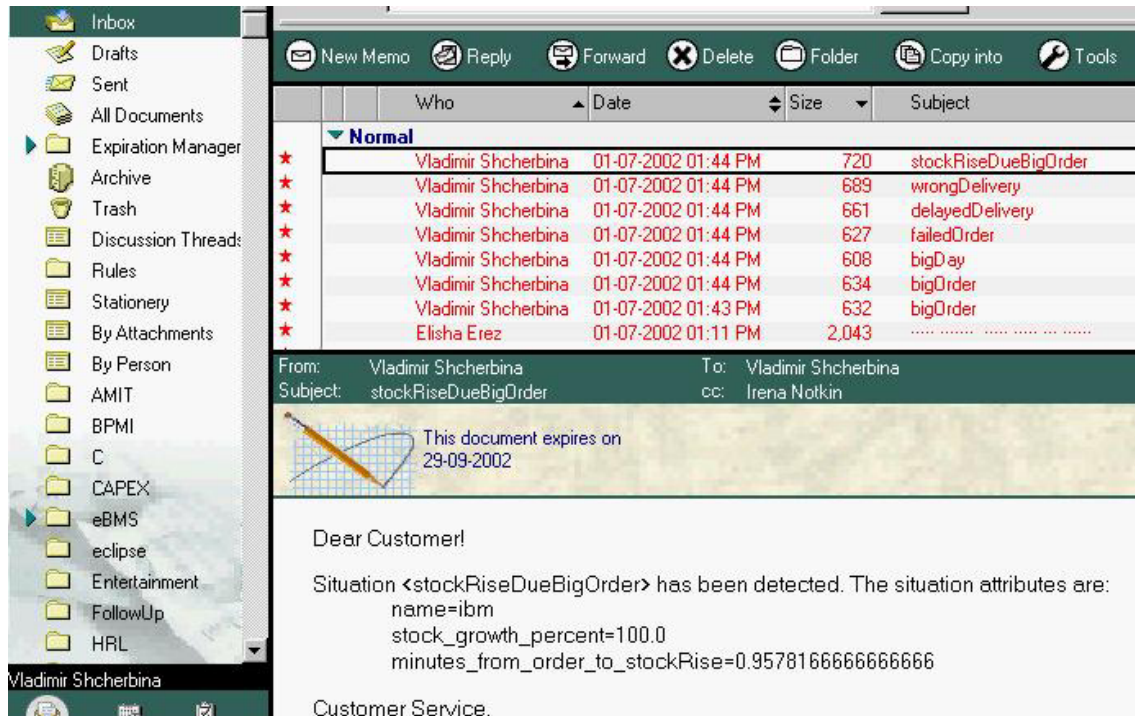 Inbox
Drafts
Sent
All Documents
Expiration Manager
Archive
Trash
Discussion Threads
Rules
Stationery
By Attachments
By Person
AMIT
BPMI
C
CAPEX
eBMS
eclipse
Entertainment
FollowUp
HRL
Vladimir Shcherbina
New Memo Reply Forward Delete Folder Copy into Tools
Who Date Size Subject
Normal
Vladimir Shcherbina 01-07-2002 01:44 PM 720 stockRiseDueBigOrder
Vladimir Shcherbina 01-07-2002 01:44 PM 689 wrongDelivery
Vladimir Shcherbina 01-07-2002 01:44 PM 661 delayedDelivery
Vladimir Shcherbina 01-07-2002 01:44 PM 627 failedOrder
Vladimir Shcherbina 01-07-2002 01:44 PM 608 bigDay
Vladimir Shcherbina 01-07-2002 01:44 PM 634 bigOrder
Vladimir Shcherbina 01-07-2002 01:43 PM 632 bigOrder
Elisha Erez 01-07-2002 01:11 PM 2,043
From: Vladimir Shcherbina To: Vladimir Shcherbina
Subject: stockRiseDueBigOrder cc: Irena Notkin
This document expires on
29-09-2002
Dear Customer!
Situation <stockRiseDueBigOrder> has been detected. The situation attributes are:
name=ibm
stock_growth_percent=100.0
minutes_from_order_to_stockRise=0.9578166666666666
Customer Service.